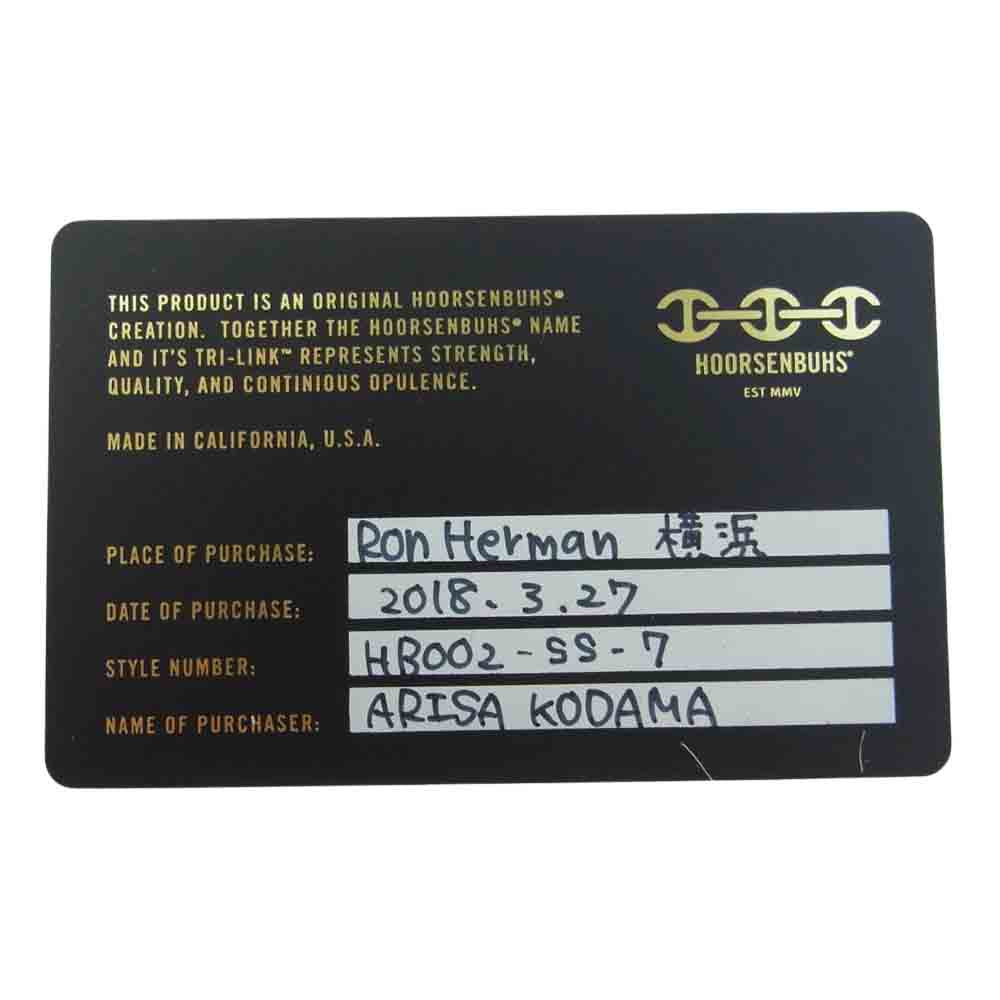 THIS PRODUCT IS AN ORIGINAL HOORSENBUHS®
CREATION. TOGETHER THE HOORSENBUHS® NAME
AND IT'S TRI-LINK™ REPRESENTS STRENGTH,
QUALITY, AND CONTINIOUS OPULENCE.
MADE IN CALIFORNIA, U.S.A.
HOORSENBUHS®
EST MMV
PLACE OF PURCHASE: Ron Herman 横浜
DATE OF PURCHASE: 2018.3.27
STYLE NUMBER: HB002-SS-7
NAME OF PURCHASER: ARISA KODAMA